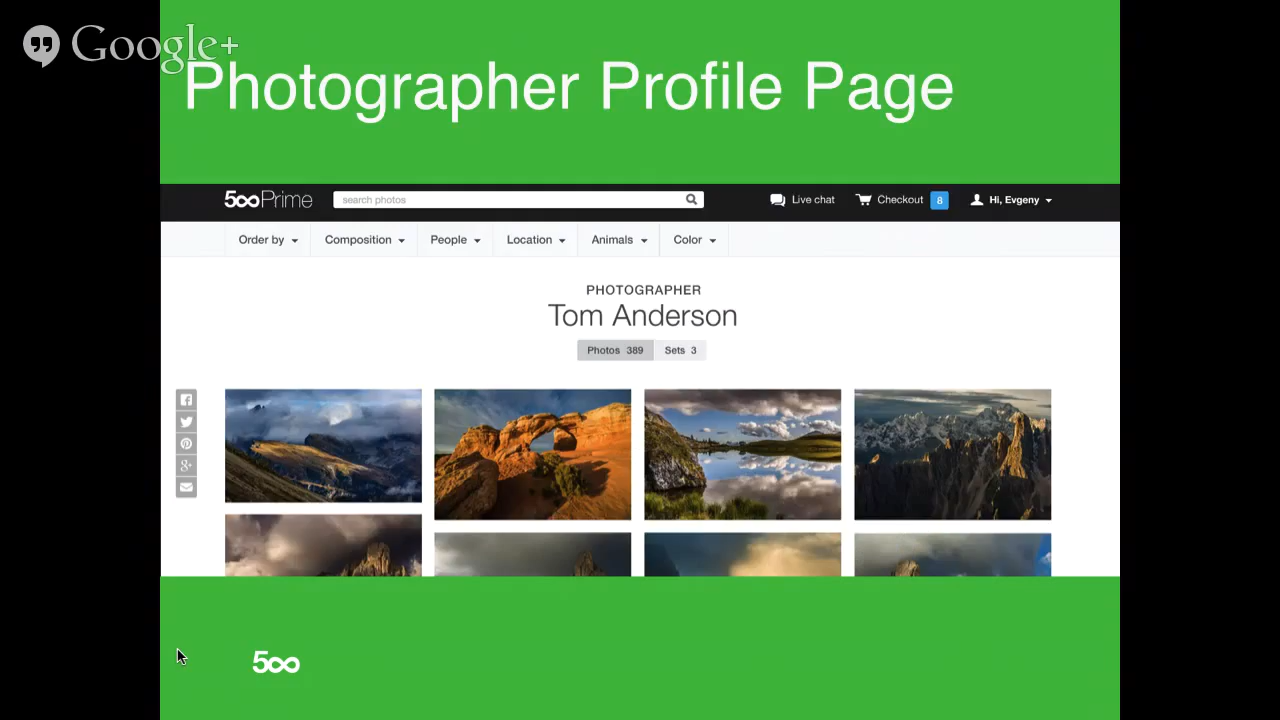 Google+
Photographer Profile Page
500Prime
search photos
Live chat
Checkout 8
Hi, Evgeny
Order by
Composition
People
Location
Animals
Color
PHOTOGRAPHER
Tom Anderson
Photos 389
Sets 3
g+
500